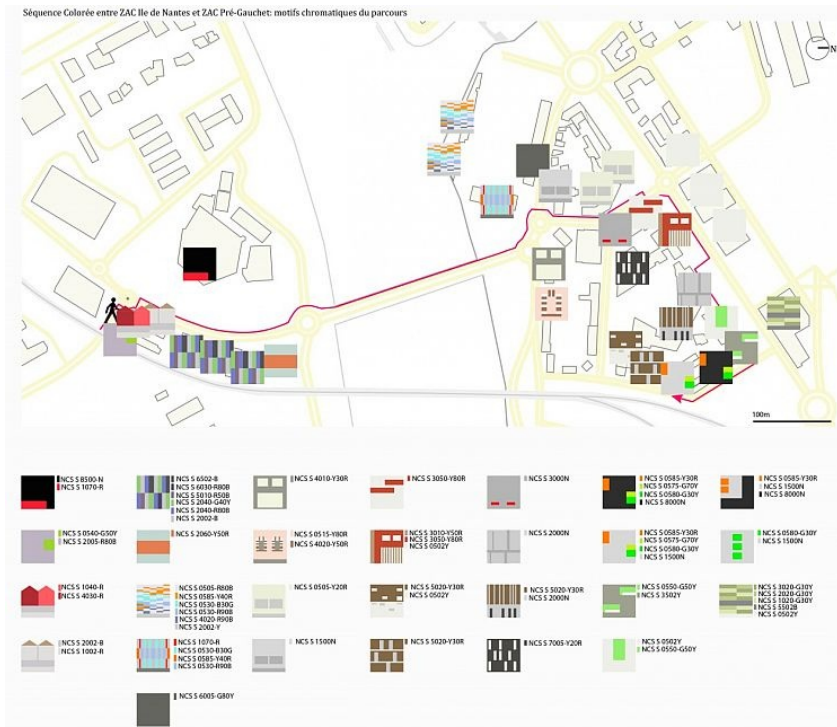 Séquence Colorée entre ZAC Ile de Nantes et ZAC Pré-Gauchet: motifs chromatiques du parcours
N
100m
NCS S 8500-N
NCS S 1070-R
NCS S 6502-B
NCS S 6030-R80B
NCS S 5010-R50B
NCS S 2040-G40Y
NCS S 2040-R80B
NCS S 2002-B
NCS S 4010-Y30R
NCS S 3050-Y80R
NCS S 3000N
NCS S 0585-Y30R
NCS S 0575-G70Y
NCS S 0580-G30Y
NCS S 8000N
NCS S 0585-Y30R
NCS S 1500N
NCS S 8000N
NCS S 0540-G50Y
NCS S 2005-R80B
NCS S 2060-Y50R
NCS S 0515-Y80R
NCS S 4020-Y50R
NCS S 3010-Y50R
NCS S 3050-Y80R
NCS S 0502Y
NCS S 2000N
NCS S 0585-Y30R
NCS S 0575-G70Y
NCS S 0580-G30Y
NCS S 1500N
NCS S 0580-G30Y
NCS S 1500N
NCS S 1040-R
NCS S 4030-R
NCS S 0505-R80B
NCS S 0585-Y40R
NCS S 0530-B30G
NCS S 0530-R90B
NCS S 4020-R90B
NCS S 2002-Y
NCS S 0505-Y20R
NCS S 5020-Y30R
NCS S 0502Y
NCS S 5020-Y30R
NCS S 2000N
NCS S 0550-G50Y
NCS S 3502Y
NCS S 3020-G30Y
NCS S 2020-G30Y
NCS S 1020-G30Y
NCS S 5502B
NCS S 0502Y
NCS S 2002-B
NCS S 1002-R
NCS S 1070-R
NCS S 0530-B30G
NCS S 0585-Y40R
NCS S 0530-R90B
NCS S 1500N
NCS S 5020-Y30R
NCS S 7005-Y20R
NCS S 0502Y
NCS S 0550-G50Y
NCS S 6005-G80Y